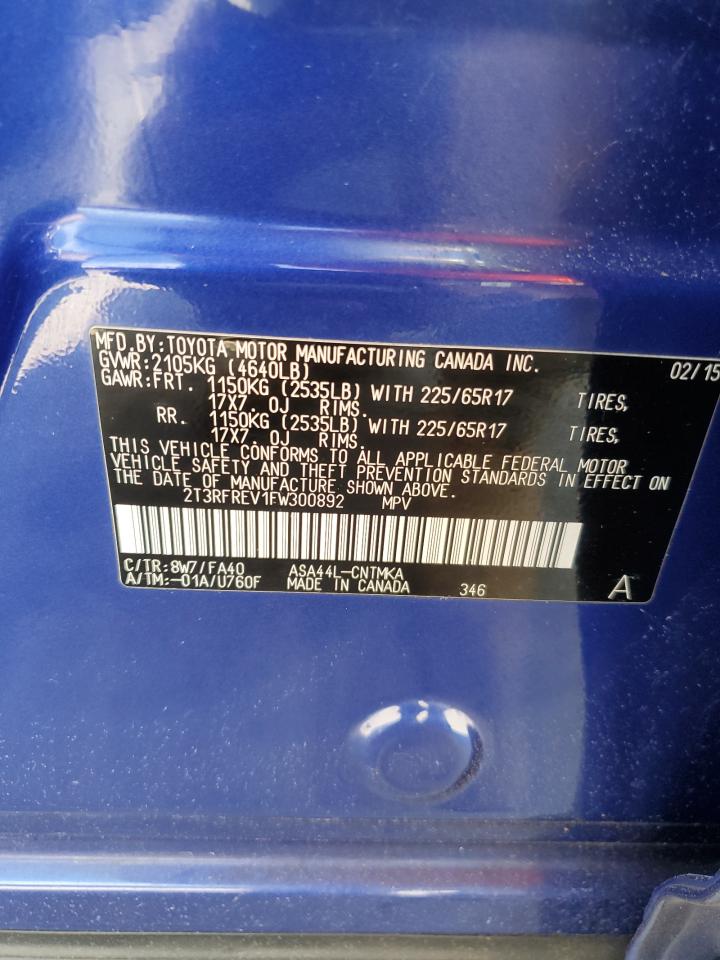 MFD.BY:TOYOTA MOTOR MANUFACTURING CANADA INC. 02/15
GVWR:2105KG (4640LB)
GAWR:FRT. 1150KG (2535LB) WITH 225/65R17 TIRES,
17X7 0J RIMS.
RR. 1150KG (2535LB) WITH 225/65R17 TIRES,
17X7 0J RIMS.
THIS VEHICLE CONFORMS TO ALL APPLICABLE FEDERAL MOTOR
VEHICLE SAFETY AND THEFT PREVENTION STANDARDS IN EFFECT ON
THE DATE OF MANUFACTURE SHOWN ABOVE.
2T3RFREV1FW300892 MPV
C/TR:8W7/FA40 ASA44L-CNTMKA
A/TM:-01A/U760F MADE IN CANADA 346 A